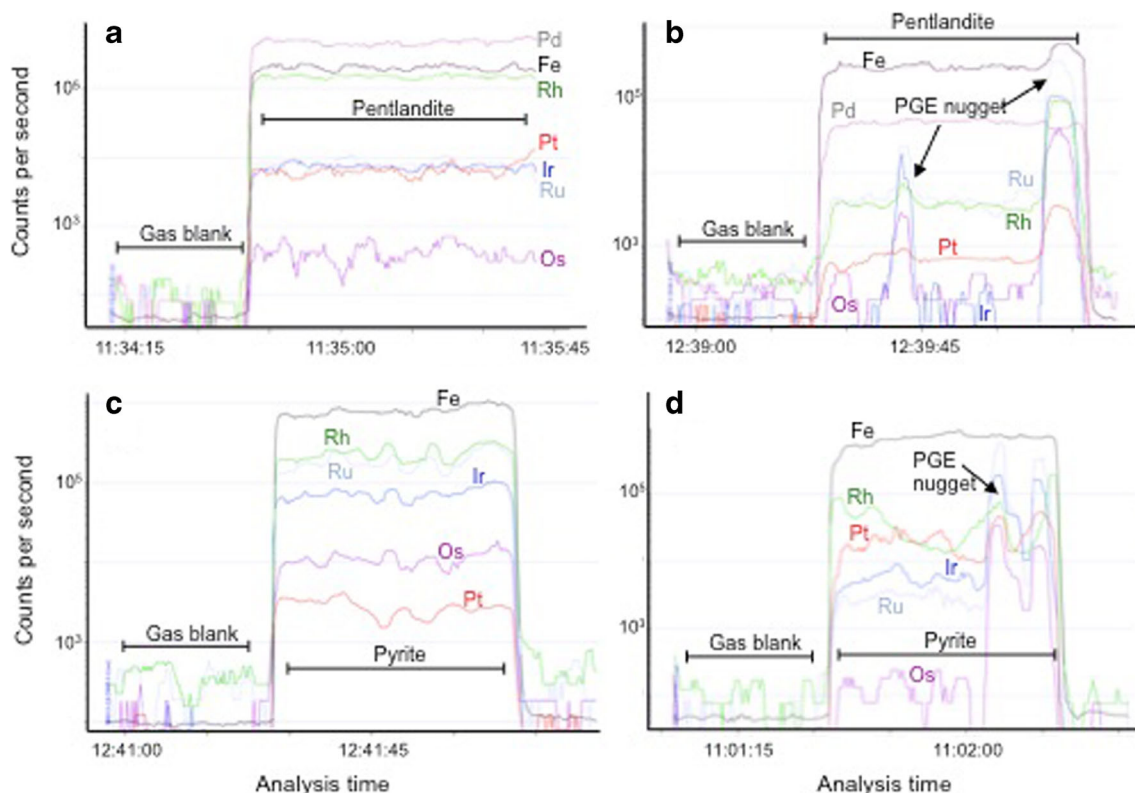 a
Counts per second
10⁶
10³
Pd
Fe
Rh
Pentlandite
Pt
Ir
Ru
Os
Gas blank
11:34:15
11:35:00
11:35:45
b
Pentlandite
Fe
10⁵
PGE nugget
Pd
Ru
Rh
10³
Gas blank
Pt
Os
Ir
12:39:00
12:39:45
c
Counts per second
Fe
Rh
Ru
Ir
10⁶
Os
Pt
10³
Gas blank
Pyrite
12:41:00
12:41:45
Analysis time
d
Fe
PGE
nugget
10⁶
Rh
Pt
Ir
Ru
10³
Gas blank
Pyrite
Os
11:01:15
11:02:00
Analysis time